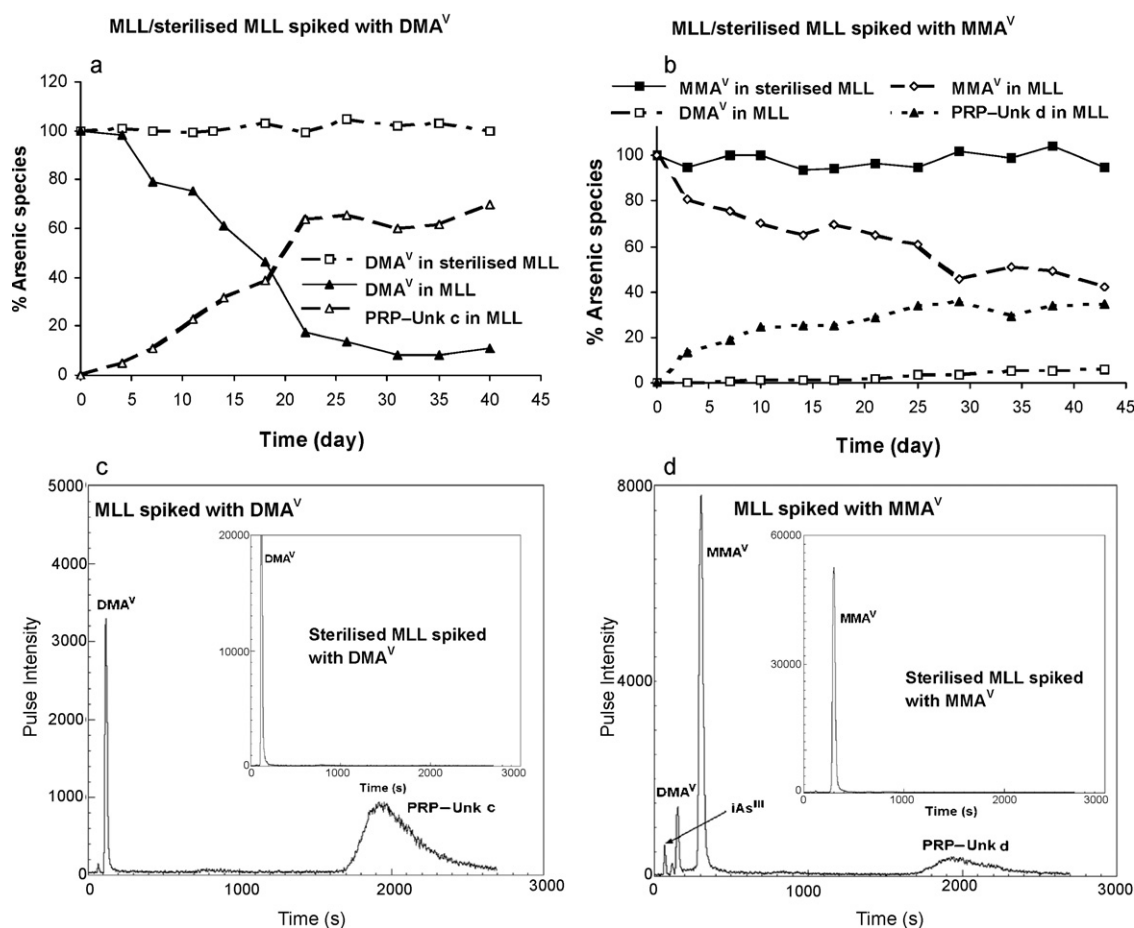 MLL/sterilised MLL spiked with DMAⱽ
a
120
100
80
60
40
20
0
% Arsenic species
DMAⱽ in sterilised MLL
DMAⱽ in MLL
PRP–Unk c in MLL
0 5 10 15 20 25 30 35 40 45
Time (day)
MLL/sterilised MLL spiked with MMAⱽ
b
MMAⱽ in sterilised MLL
MMAⱽ in MLL
DMAⱽ in MLL
PRP–Unk d in MLL
100
80
60
40
20
0
% Arsenic species
0 5 10 15 20 25 30 35 40 45
Time (day)
c
MLL spiked with DMAⱽ
5000
4000
3000
2000
1000
0
Pulse Intensity
DMAⱽ
20000
10000
0
DMAⱽ
Sterilised MLL spiked
with DMAⱽ
0 1000 2000 3000
Time (s)
PRP–Unk c
0 1000 2000 3000
Time (s)
d
MLL spiked with MMAⱽ
8000
4000
0
Pulse Intensity
MMAⱽ
DMAⱽ
iAsᴵᴵᴵ
60000
30000
0
MMAⱽ
Sterilised MLL spiked
with MMAⱽ
0 1000 2000 3000
Time (s)
PRP–Unk d
0 1000 2000 3000
Time (s)